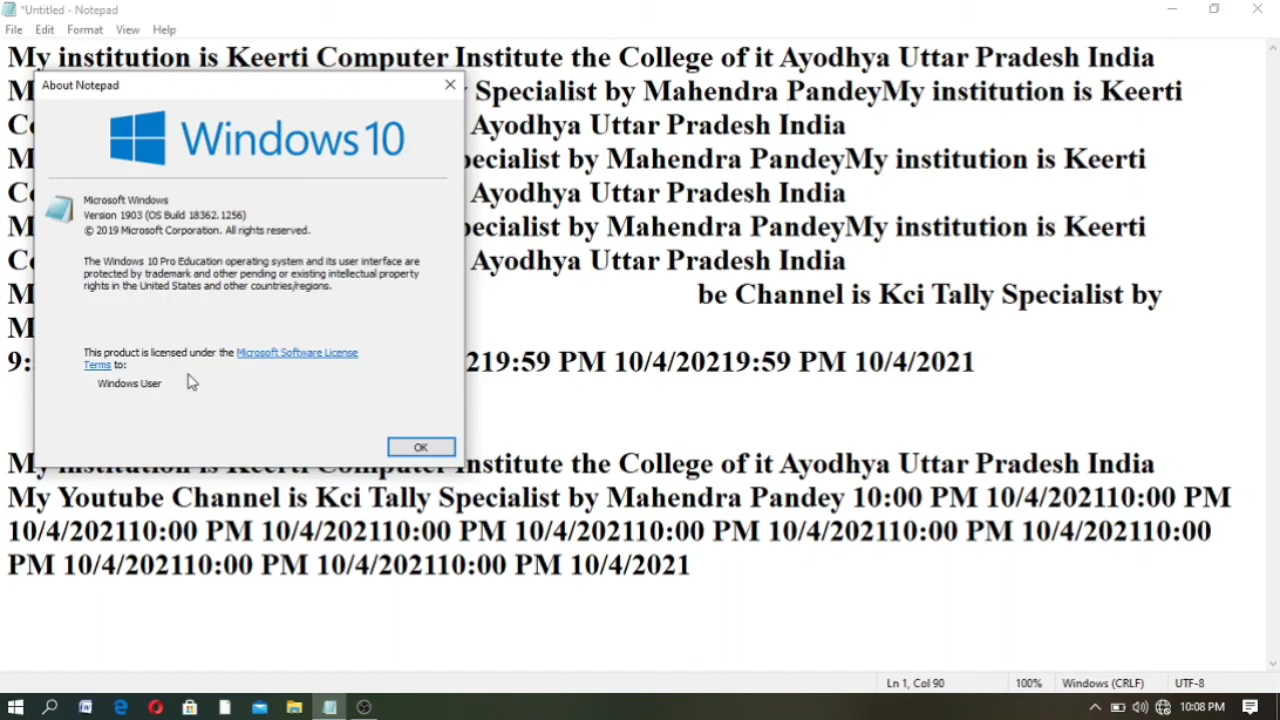 *Untitled - Notepad
File Edit Format View Help
My institution is Keerti Computer Institute the College of it Ayodhya Uttar Pradesh India
Specialist by Mahendra PandeyMy institution is Keerti
Ayodhya Uttar Pradesh India
pecialist by Mahendra PandeyMy institution is Keerti
Ayodhya Uttar Pradesh India
pecialist by Mahendra PandeyMy institution is Keerti
Ayodhya Uttar Pradesh India
be Channel is Kci Tally Specialist by
9:
219:59 PM 10/4/20219:59 PM 10/4/2021
About Notepad
Windows 10
Microsoft Windows
Version 1903 (OS Build 18362.1256)
© 2019 Microsoft Corporation. All rights reserved.
The Windows 10 Pro Education operating system and its user interface are
protected by trademark and other pending or existing intellectual property
rights in the United States and other countries/regions.
This product is licensed under the Microsoft Software License
Terms to:
Windows User
OK
My institution is Keerti Computer Institute the College of it Ayodhya Uttar Pradesh India
My Youtube Channel is Kci Tally Specialist by Mahendra Pandey 10:00 PM 10/4/202110:00 PM
10/4/202110:00 PM 10/4/202110:00 PM 10/4/202110:00 PM 10/4/202110:00 PM 10/4/202110:00
PM 10/4/202110:00 PM 10/4/202110:00 PM 10/4/2021
Ln 1, Col 90 100% Windows (CRLF) UTF-8
10:08 PM